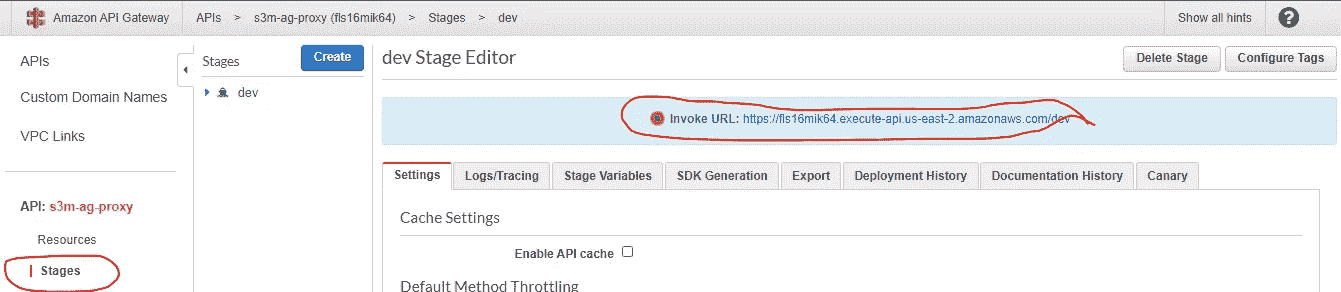 Amazon API Gateway APIs > s3m-ag-proxy (fls16mik64) > Stages > dev Show all hints ?
APIs
Custom Domain Names
VPC Links
API: s3m-ag-proxy
Resources
Stages
Stages Create
dev
dev Stage Editor Delete Stage Configure Tags
Invoke URL: https://fls16mik64.execute-api.us-east-2.amazonaws.com/dev
Settings Logs/Tracing Stage Variables SDK Generation Export Deployment History Documentation History Canary
Cache Settings
Enable API cache
Default Method Throttling